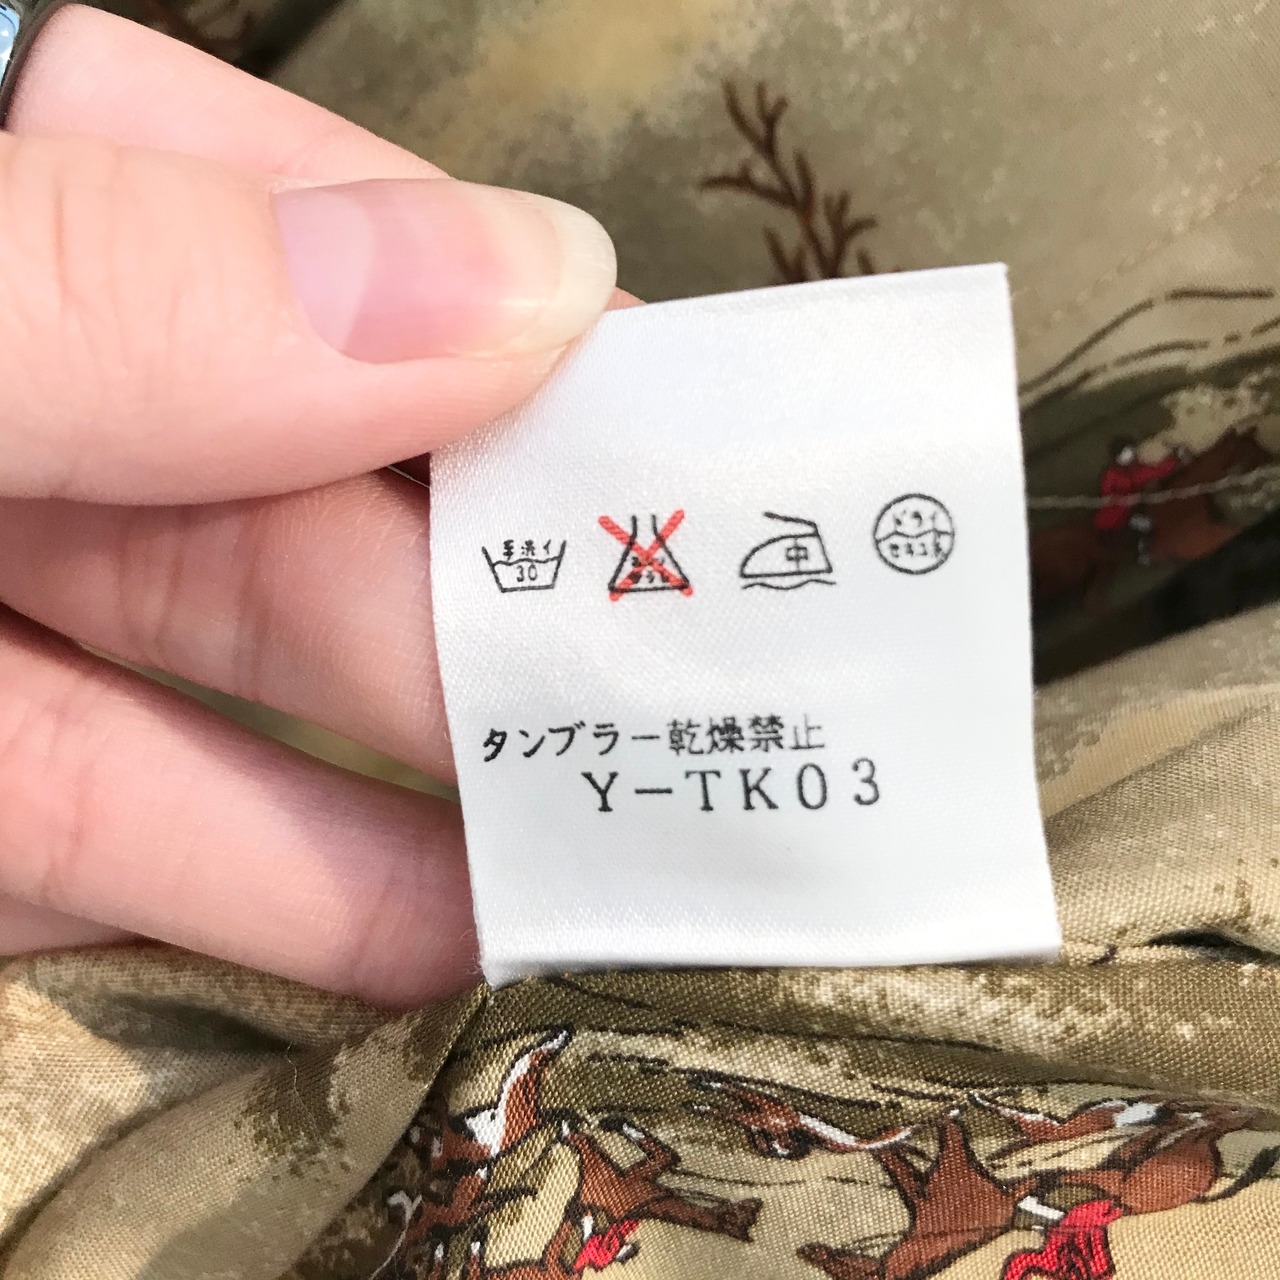 手洗イ 30
中
ドライ
セキユ系
タンブラー乾燥禁止
Y-TK03